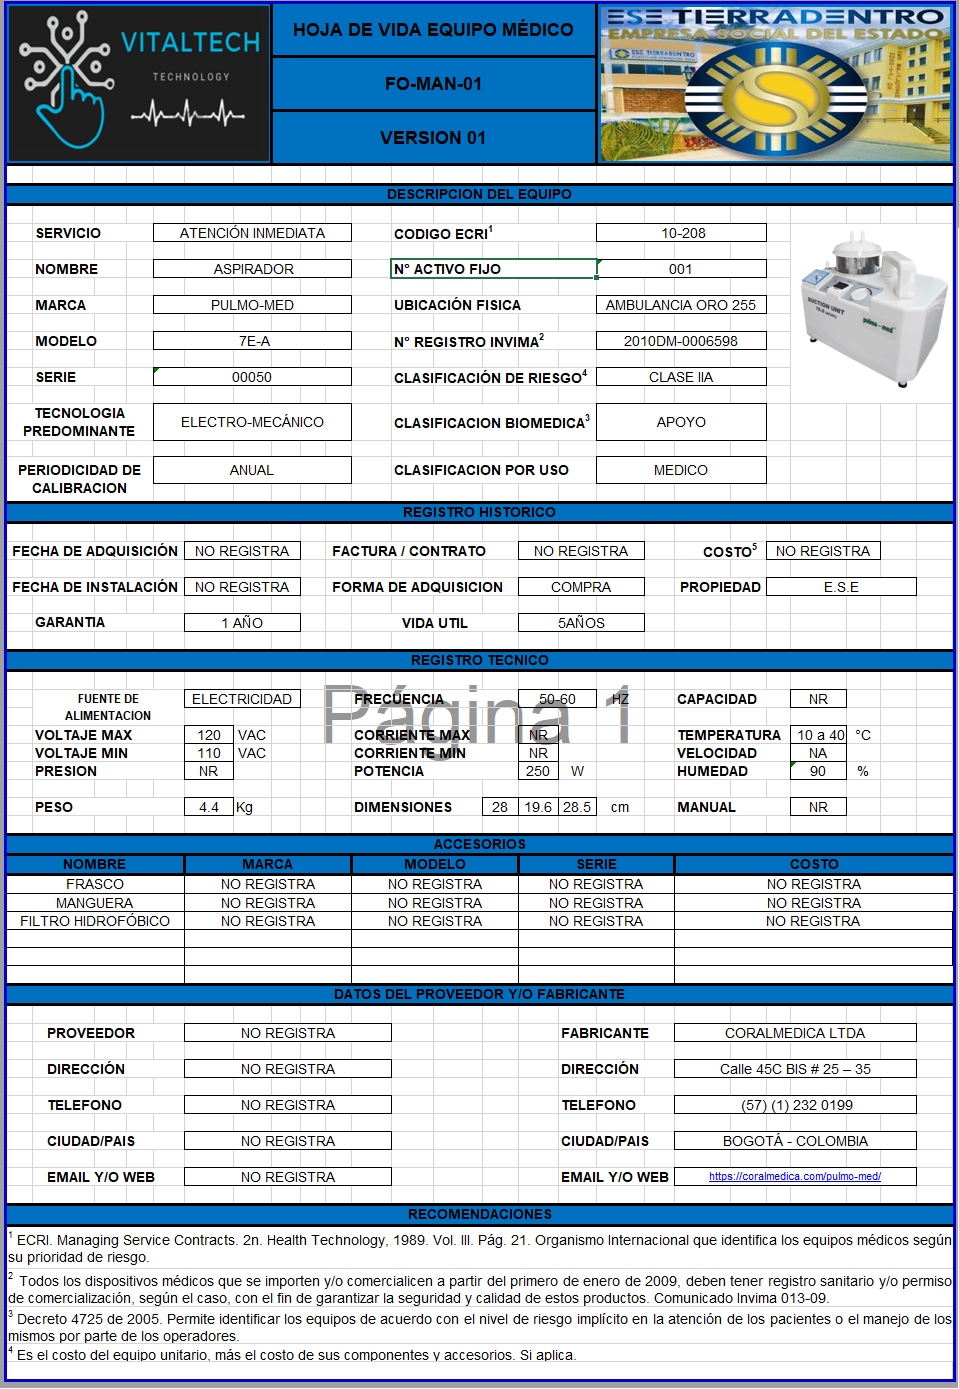 VITALTECH
TECHNOLOGY
HOJA DE VIDA EQUIPO MÉDICO
FO-MAN-01
VERSION 01
ESE TIERRADENTRO
EMPRESA SOCIAL DEL ESTADO
ESE TIERRADENTRO
DESCRIPCION DEL EQUIPO
SERVICIO ATENCIÓN INMEDIATA CODIGO ECRI1 10-208
NOMBRE ASPIRADOR N° ACTIVO FIJO 001
MARCA PULMO-MED UBICACIÓN FISICA AMBULANCIA ORO 255
SUCTION UNIT
pulmo-med
MODELO 7E-A N° REGISTRO INVIMA2 2010DM-0006598
SERIE 00050 CLASIFICACIÓN DE RIESGO4 CLASE IIA
TECNOLOGIA PREDOMINANTE ELECTRO-MECÁNICO CLASIFICACION BIOMEDICA3 APOYO
PERIODICIDAD DE CALIBRACION ANUAL CLASIFICACION POR USO MEDICO
REGISTRO HISTORICO
FECHA DE ADQUISICIÓN NO REGISTRA FACTURA / CONTRATO NO REGISTRA COSTO5 NO REGISTRA
FECHA DE INSTALACIÓN NO REGISTRA FORMA DE ADQUISICION COMPRA PROPIEDAD E.S.E
GARANTIA 1 AÑO VIDA UTIL 5AÑOS
REGISTRO TECNICO
FUENTE DE ALIMENTACION ELECTRICIDAD FRECUENCIA 50-60 HZ CAPACIDAD NR
Página 1
VOLTAJE MAX 120 VAC CORRIENTE MAX NR TEMPERATURA 10 a 40 °C
VOLTAJE MIN 110 VAC CORRIENTE MIN NR VELOCIDAD NA
PRESION NR POTENCIA 250 W HUMEDAD 90 %
PESO 4.4 Kg DIMENSIONES 28 19.6 28.5 cm MANUAL NR
ACCESORIOS
NOMBRE MARCA MODELO SERIE COSTO
FRASCO NO REGISTRA NO REGISTRA NO REGISTRA NO REGISTRA
MANGUERA NO REGISTRA NO REGISTRA NO REGISTRA NO REGISTRA
FILTRO HIDROFÓBICO NO REGISTRA NO REGISTRA NO REGISTRA NO REGISTRA
DATOS DEL PROVEEDOR Y/O FABRICANTE
PROVEEDOR NO REGISTRA FABRICANTE CORALMEDICA LTDA
DIRECCIÓN NO REGISTRA DIRECCIÓN Calle 45C BIS # 25 – 35
TELEFONO NO REGISTRA TELEFONO (57) (1) 232 0199
CIUDAD/PAIS NO REGISTRA CIUDAD/PAIS BOGOTÁ - COLOMBIA
EMAIL Y/O WEB NO REGISTRA EMAIL Y/O WEB https://coralmedica.com/pulmo-med/
RECOMENDACIONES
1 ECRI. Managing Service Contracts. 2n. Health Technology, 1989. Vol. III. Pág. 21. Organismo Internacional que identifica los equipos médicos según
su prioridad de riesgo.
2 Todos los dispositivos médicos que se importen y/o comercialicen a partir del primero de enero de 2009, deben tener registro sanitario y/o permiso
de comercialización, según el caso, con el fin de garantizar la seguridad y calidad de estos productos. Comunicado Invima 013-09.
3 Decreto 4725 de 2005. Permite identificar los equipos de acuerdo con el nivel de riesgo implícito en la atención de los pacientes o el manejo de los
mismos por parte de los operadores.
4 Es el costo del equipo unitario, más el costo de sus componentes y accesorios. Si aplica.